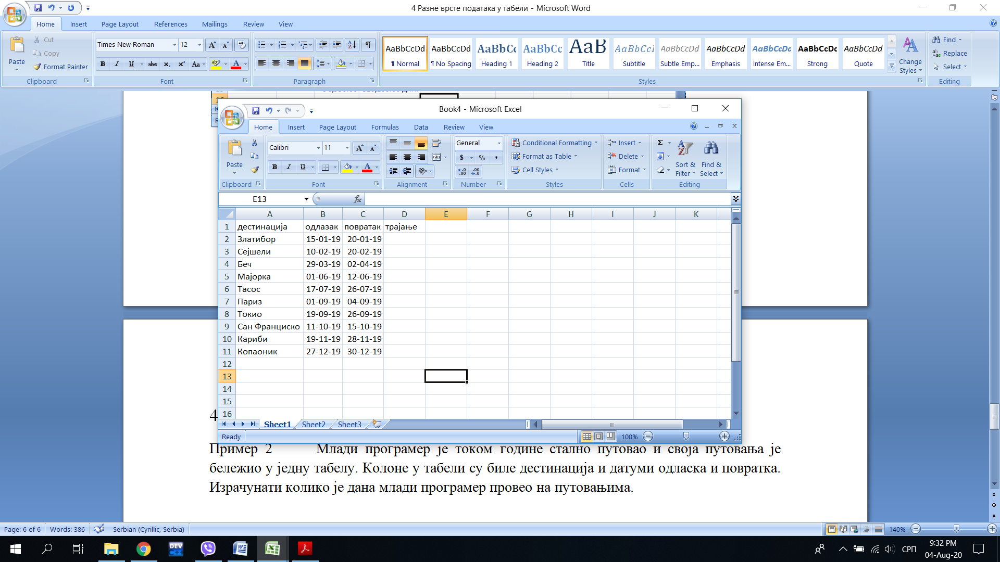 4 Разне врсте података у табели - Microsoft Word
Home Insert Page Layout References Mailings Review View
Paste
Cut
Copy
Format Painter
Clipboard
Times New Roman 12
B I U abc x₂ x² Aa
Font
Paragraph
AaBbCcDd AaBbCcDd AaBbCc AaBbCc AaB AaBbCcI AaBbCcDd AaBbCcDd AaBbCcDd AaBbCcDc AaBbCcDd
¶ Normal ¶ No Spacing Heading 1 Heading 2 Title Subtitle Subtle Emp... Emphasis Intense Em... Strong Quote
Change Styles
Styles
Find
Replace
Select
Editing
Book4 - Microsoft Excel
Home Insert Page Layout Formulas Data Review View
Paste
Clipboard
Calibri 11
B I U
Font
Alignment
General
$ % ,
Number
Conditional Formatting
Format as Table
Cell Styles
Styles
Insert
Delete
Format
Cells
Σ
Sort & Filter
Find & Select
Editing
E13 fx
A B C D E F G H I J K
1 дестинација одлазак повратак трајање
2 Златибор 15-01-19 20-01-19
3 Сејшели 10-02-19 20-02-19
4 Беч 29-03-19 02-04-19
5 Мајорка 01-06-19 12-06-19
6 Тасос 17-07-19 26-07-19
7 Париз 01-09-19 04-09-19
8 Токио 19-09-19 26-09-19
9 Сан Франциско 11-10-19 15-10-19
10 Кариби 19-11-19 28-11-19
11 Копаоник 27-12-19 30-12-19
12
13
14
15
16
Sheet1 Sheet2 Sheet3
Ready 100%
4
Пример 2 Млади програмер је током године стално путовао и своја путовања је
бележио у једну табелу. Колоне у табели су биле дестинација и датуми одласка и повратка.
Израчунати колико је дана млади програмер провео на путовањима.
Page: 6 of 6 Words: 386 Serbian (Cyrillic, Serbia) 140%
DEV
СРП
9:32 PM
04-Aug-20